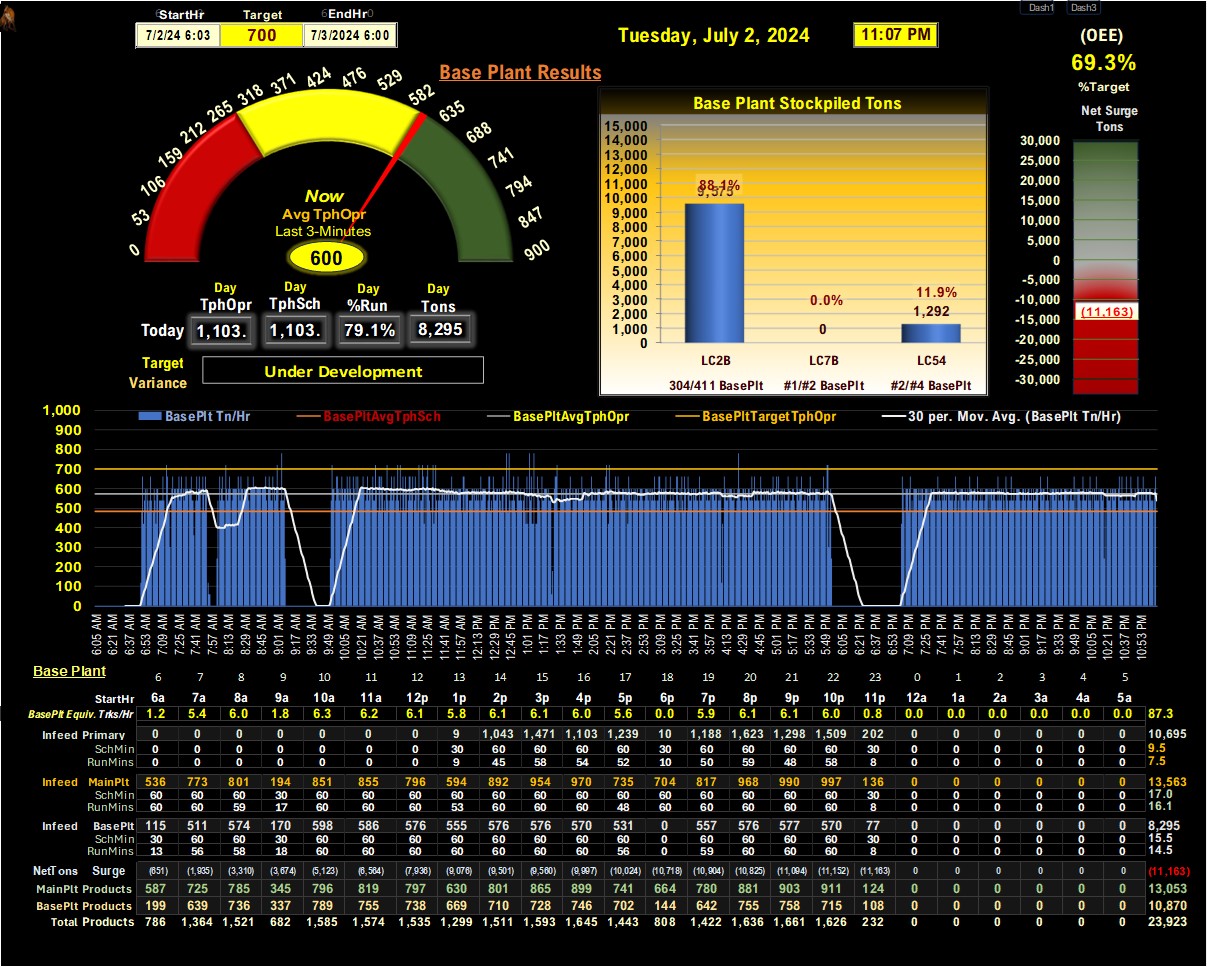 Dash1 Dash3
StartHr Target EndHr
7/2/24 6:03 700 7/3/2024 6:00
Tuesday, July 2, 2024 11:07 PM
(OEE)
69.3%
%Target
Base Plant Results
0 53 106 159 212 265 318 371 424 476 529 582 635 688 741 794 847 900
Now
Avg TphOpr
Last 3-Minutes
600
Day Day Day Day
TphOpr TphSch %Run Tons
Today 1,103. 1,103. 79.1% 8,295
Target
Variance
Under Development
Base Plant Stockpiled Tons
15,000
14,000
13,000
12,000
11,000
10,000
9,000
8,000
7,000
6,000
5,000
4,000
3,000
2,000
1,000
0
88.1% 0.0% 11.9%
9,575 0 1,292
LC2B LC7B LC54
304/411 BasePlt #1/#2 BasePlt #2/#4 BasePlt
Net Surge
Tons
30,000
25,000
20,000
15,000
10,000
5,000
0
-5,000
-10,000
-15,000
-20,000
-25,000
-30,000
(11,163)
BasePlt Tn/Hr BasePltAvgTphSch BasePltAvgTphOpr BasePltTargetTphOpr 30 per. Mov. Avg. (BasePlt Tn/Hr)
1,000
900
800
700
600
500
400
300
200
100
0
6:05 AM 6:21 AM 6:37 AM 6:53 AM 7:09 AM 7:25 AM 7:41 AM 7:57 AM 8:13 AM 8:29 AM 8:45 AM 9:01 AM 9:17 AM 9:33 AM 9:49 AM 10:05 AM 10:21 AM 10:37 AM 10:53 AM 11:09 AM 11:25 AM 11:41 AM 11:57 AM 12:13 PM 12:29 PM 12:45 PM 1:01 PM 1:17 PM 1:33 PM 1:49 PM 2:05 PM 2:21 PM 2:37 PM 2:53 PM 3:09 PM 3:25 PM 3:41 PM 3:57 PM 4:13 PM 4:29 PM 4:45 PM 5:01 PM 5:17 PM 5:33 PM 5:49 PM 6:05 PM 6:21 PM 6:37 PM 6:53 PM 7:09 PM 7:25 PM 7:41 PM 7:57 PM 8:13 PM 8:29 PM 8:45 PM 9:01 PM 9:17 PM 9:33 PM 9:49 PM 10:05 PM 10:21 PM 10:37 PM 10:53 PM
Base Plant 6 7 8 9 10 11 12 13 14 15 16 17 18 19 20 21 22 23 0 1 2 3 4 5
StartHr 6a 7a 8a 9a 10a 11a 12p 1p 2p 3p 4p 5p 6p 7p 8p 9p 10p 11p 12a 1a 2a 3a 4a 5a
BasePlt Equiv. Trks/Hr 1.2 5.4 6.0 1.8 6.3 6.2 6.1 5.8 6.1 6.1 6.0 5.6 0.0 5.9 6.1 6.1 6.0 0.8 0.0 0.0 0.0 0.0 0.0 0.0 87.3
Infeed Primary 0 0 0 0 0 0 0 9 1,043 1,471 1,103 1,239 10 1,188 1,623 1,298 1,509 202 0 0 0 0 0 0 10,695
SchMin 0 0 0 0 0 0 0 30 60 60 60 60 30 60 60 60 60 30 0 0 0 0 0 0 9.5
RunMins 0 0 0 0 0 0 0 9 45 58 54 52 10 50 59 48 58 8 0 0 0 0 0 0 7.5
Infeed MainPlt 536 773 801 194 851 855 796 594 892 954 970 735 704 817 968 990 997 136 0 0 0 0 0 0 13,563
SchMin 60 60 60 30 60 60 60 60 60 60 60 60 60 60 60 60 60 30 0 0 0 0 0 0 17.0
RunMins 60 60 59 17 60 60 60 53 60 60 60 48 60 60 60 60 60 8 0 0 0 0 0 0 16.1
Infeed BasePlt 115 511 574 170 598 586 576 555 576 576 570 531 0 557 576 577 570 77 0 0 0 0 0 0 8,295
SchMin 30 60 60 30 60 60 60 60 60 60 60 60 0 60 60 60 60 30 0 0 0 0 0 0 15.5
RunMins 13 56 58 18 60 60 60 60 60 60 60 56 0 59 60 60 60 8 0 0 0 0 0 0 14.5
NetTons Surge (651) (1,935) (3,310) (3,674) (5,123) (6,564) (7,936) (9,076) (9,501) (9,560) (9,997) (10,024) (10,718) (10,904) (10,825) (11,094) (11,152) (11,163) 0 0 0 0 0 0 (11,163)
MainPlt Products 587 725 785 345 796 819 797 630 801 865 899 741 664 780 881 903 911 124 0 0 0 0 0 0 13,053
BasePlt Products 199 639 736 337 789 755 738 669 710 728 746 702 144 642 755 758 715 108 0 0 0 0 0 0 10,870
Total Products 786 1,364 1,521 682 1,585 1,574 1,535 1,299 1,511 1,593 1,645 1,443 808 1,422 1,636 1,661 1,626 232 0 0 0 0 0 0 23,923